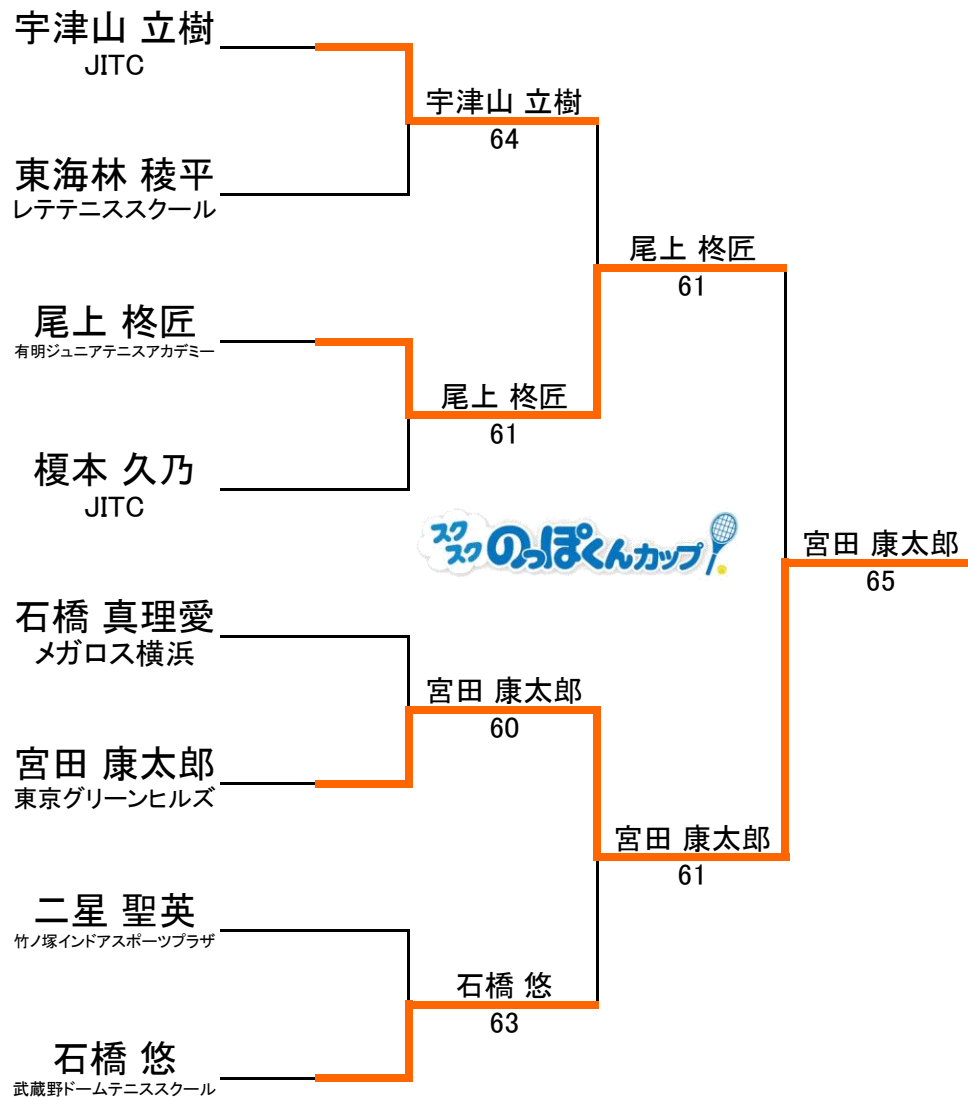 宇津山 立樹
JITC
宇津山 立樹
64
東海林 稜平
レテテニススクール
尾上 柊匠
61
尾上 柊匠
有明ジュニアテニスアカデミー
尾上 柊匠
61
榎本 久乃
JITC
スクスク のっぽくんカップ
宮田 康太郎
65
石橋 真理愛
メガロス横浜
宮田 康太郎
60
宮田 康太郎
東京グリーンヒルズ
宮田 康太郎
61
二星 聖英
竹ノ塚インドアスポーツプラザ
石橋 悠
63
石橋 悠
武蔵野ドームテニススクール